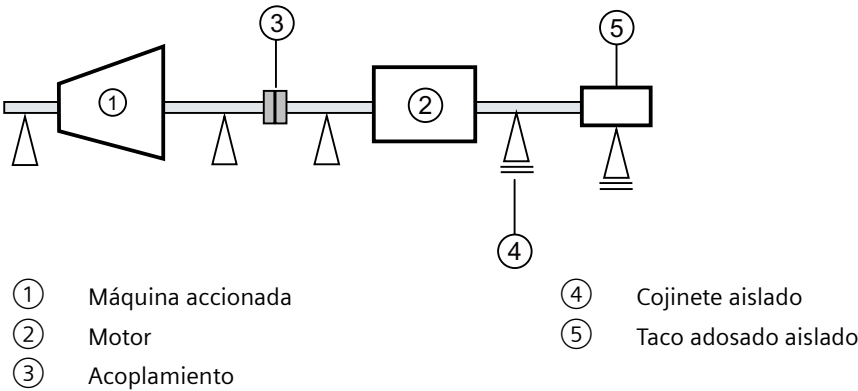 ③
⑤
①
②
④
① Máquina accionada
② Motor
③ Acoplamiento
④ Cojinete aislado
⑤ Taco adosado aislado